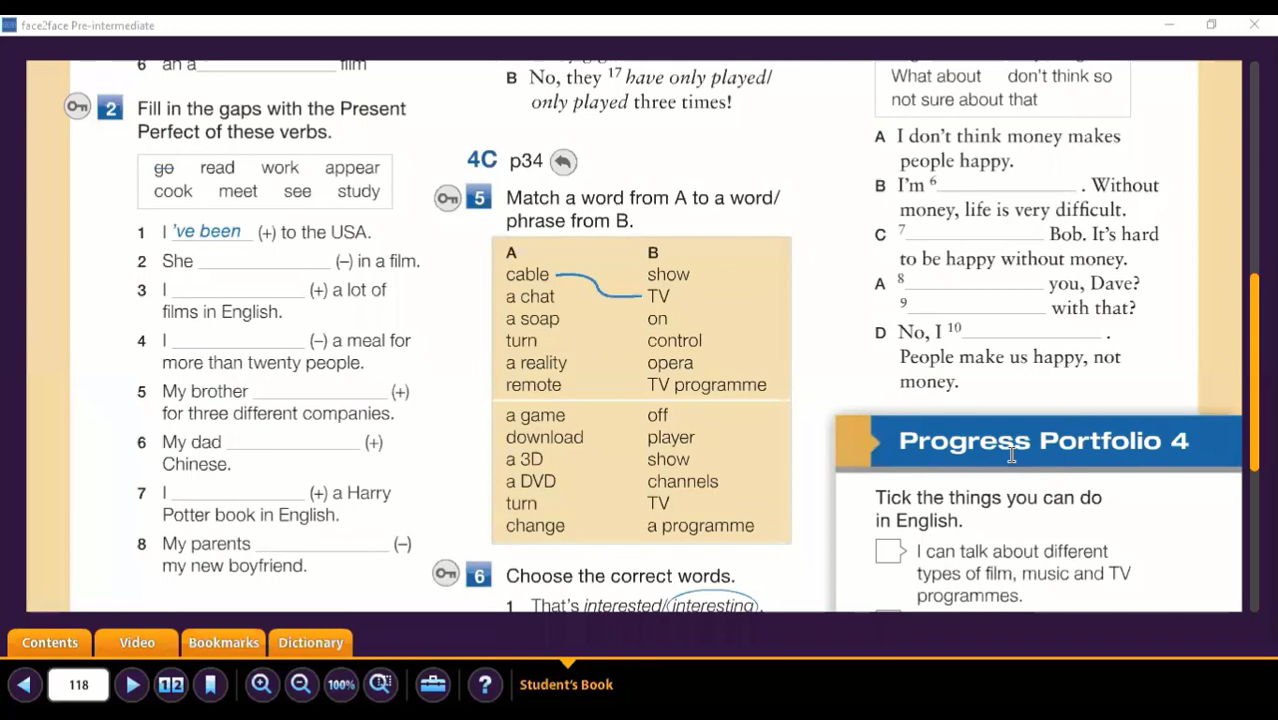 face2face Pre-intermediate
6 an a film
2 Fill in the gaps with the Present
Perfect of these verbs.
go read work appear
cook meet see study
1 I 've been (+) to the USA.
2 She (–) in a film.
3 I (+) a lot of
films in English.
4 I (–) a meal for
more than twenty people.
5 My brother (+)
for three different companies.
6 My dad (+)
Chinese.
7 I (+) a Harry
Potter book in English.
8 My parents (–)
my new boyfriend.
B No, they 17 have only played/
only played three times!
4C p34
5 Match a word from A to a word/
phrase from B.
A B
cable show
a chat TV
a soap on
turn control
a reality opera
remote TV programme
a game off
download player
a 3D show
a DVD channels
turn TV
change a programme
6 Choose the correct words.
1 That's interested/interesting.
What about don't think so
not sure about that
A I don't think money makes
people happy.
B I'm 6 . Without
money, life is very difficult.
C 7 Bob. It's hard
to be happy without money.
A 8 you, Dave?
9 with that?
D No, I 10 .
People make us happy, not
money.
Progress Portfolio 4
Tick the things you can do
in English.
I can talk about different
types of film, music and TV
programmes.
Contents Video Bookmarks Dictionary
118 12 100% ? Student's Book